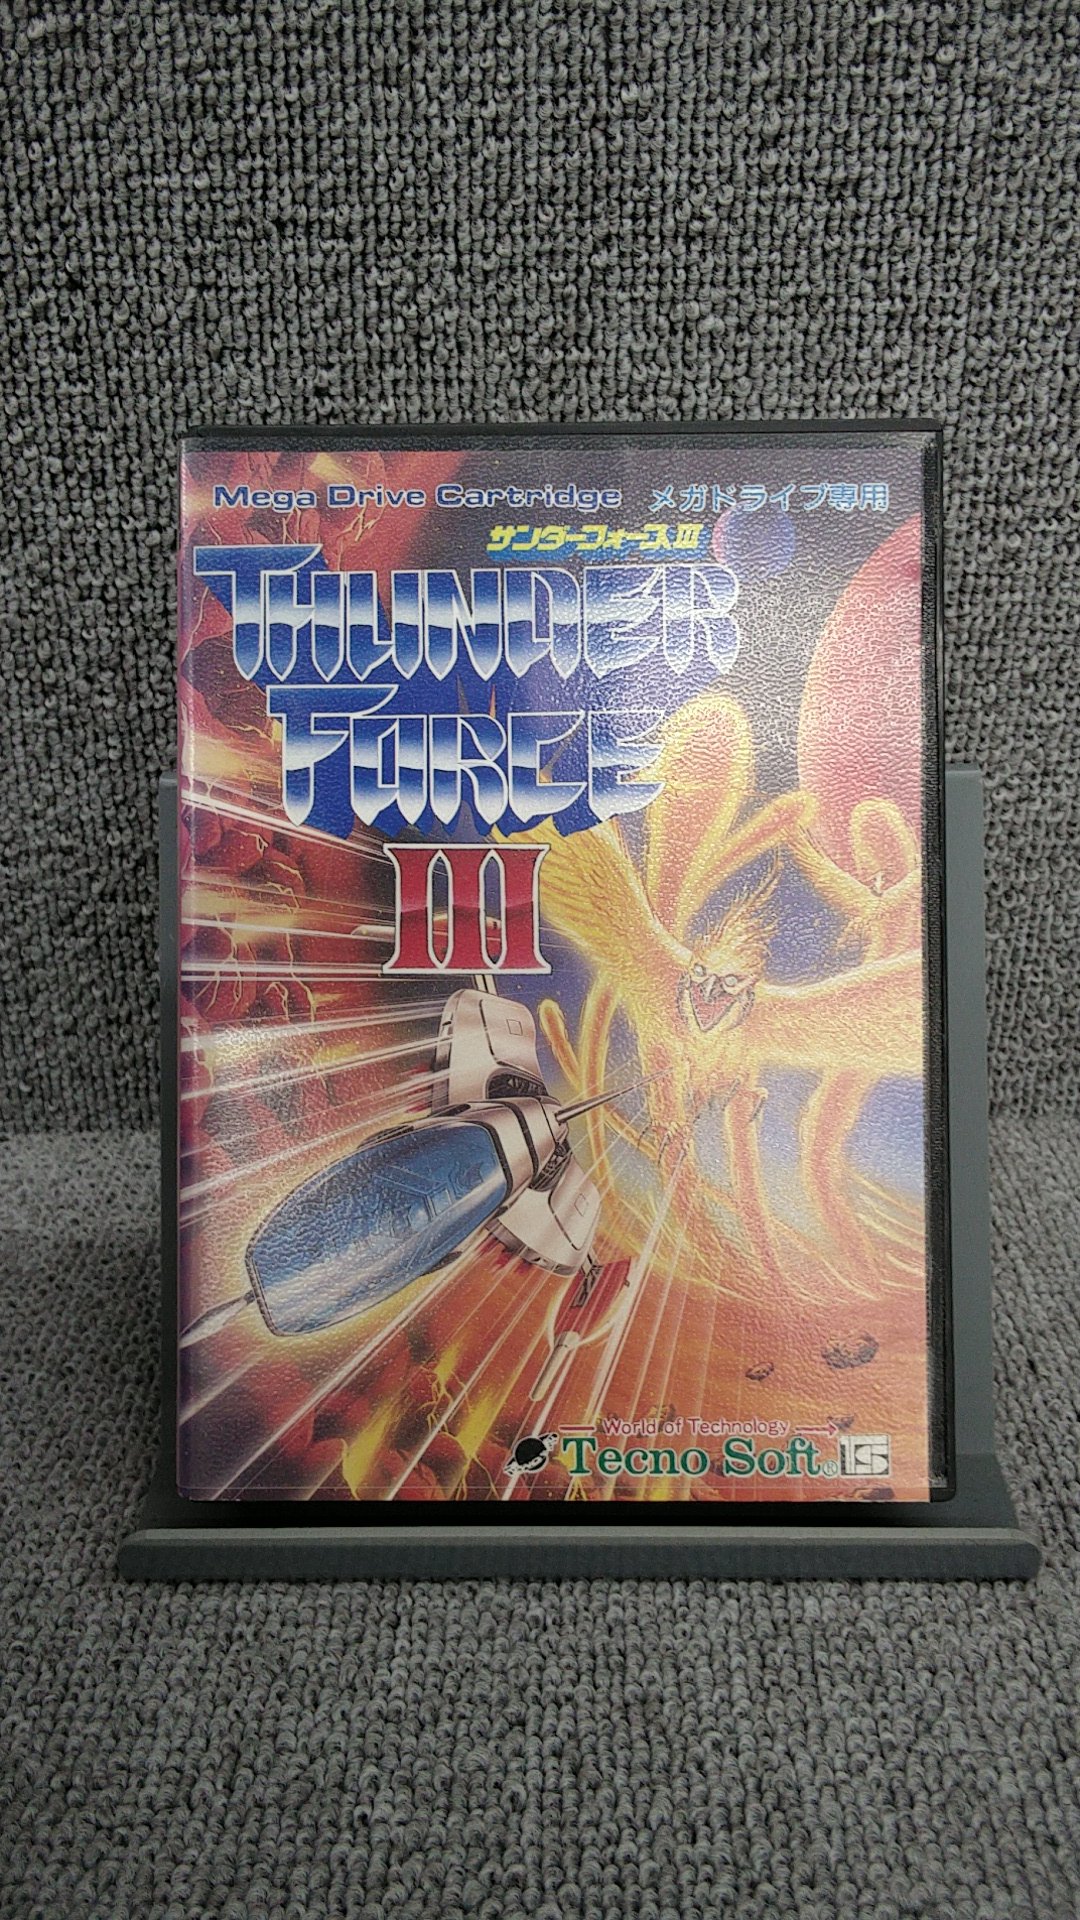 Mega Drive Cartridge メガドライブ専用
サンダーフォースIII
THUNDER
FORCE
III
World of Technology
Tecno Soft®